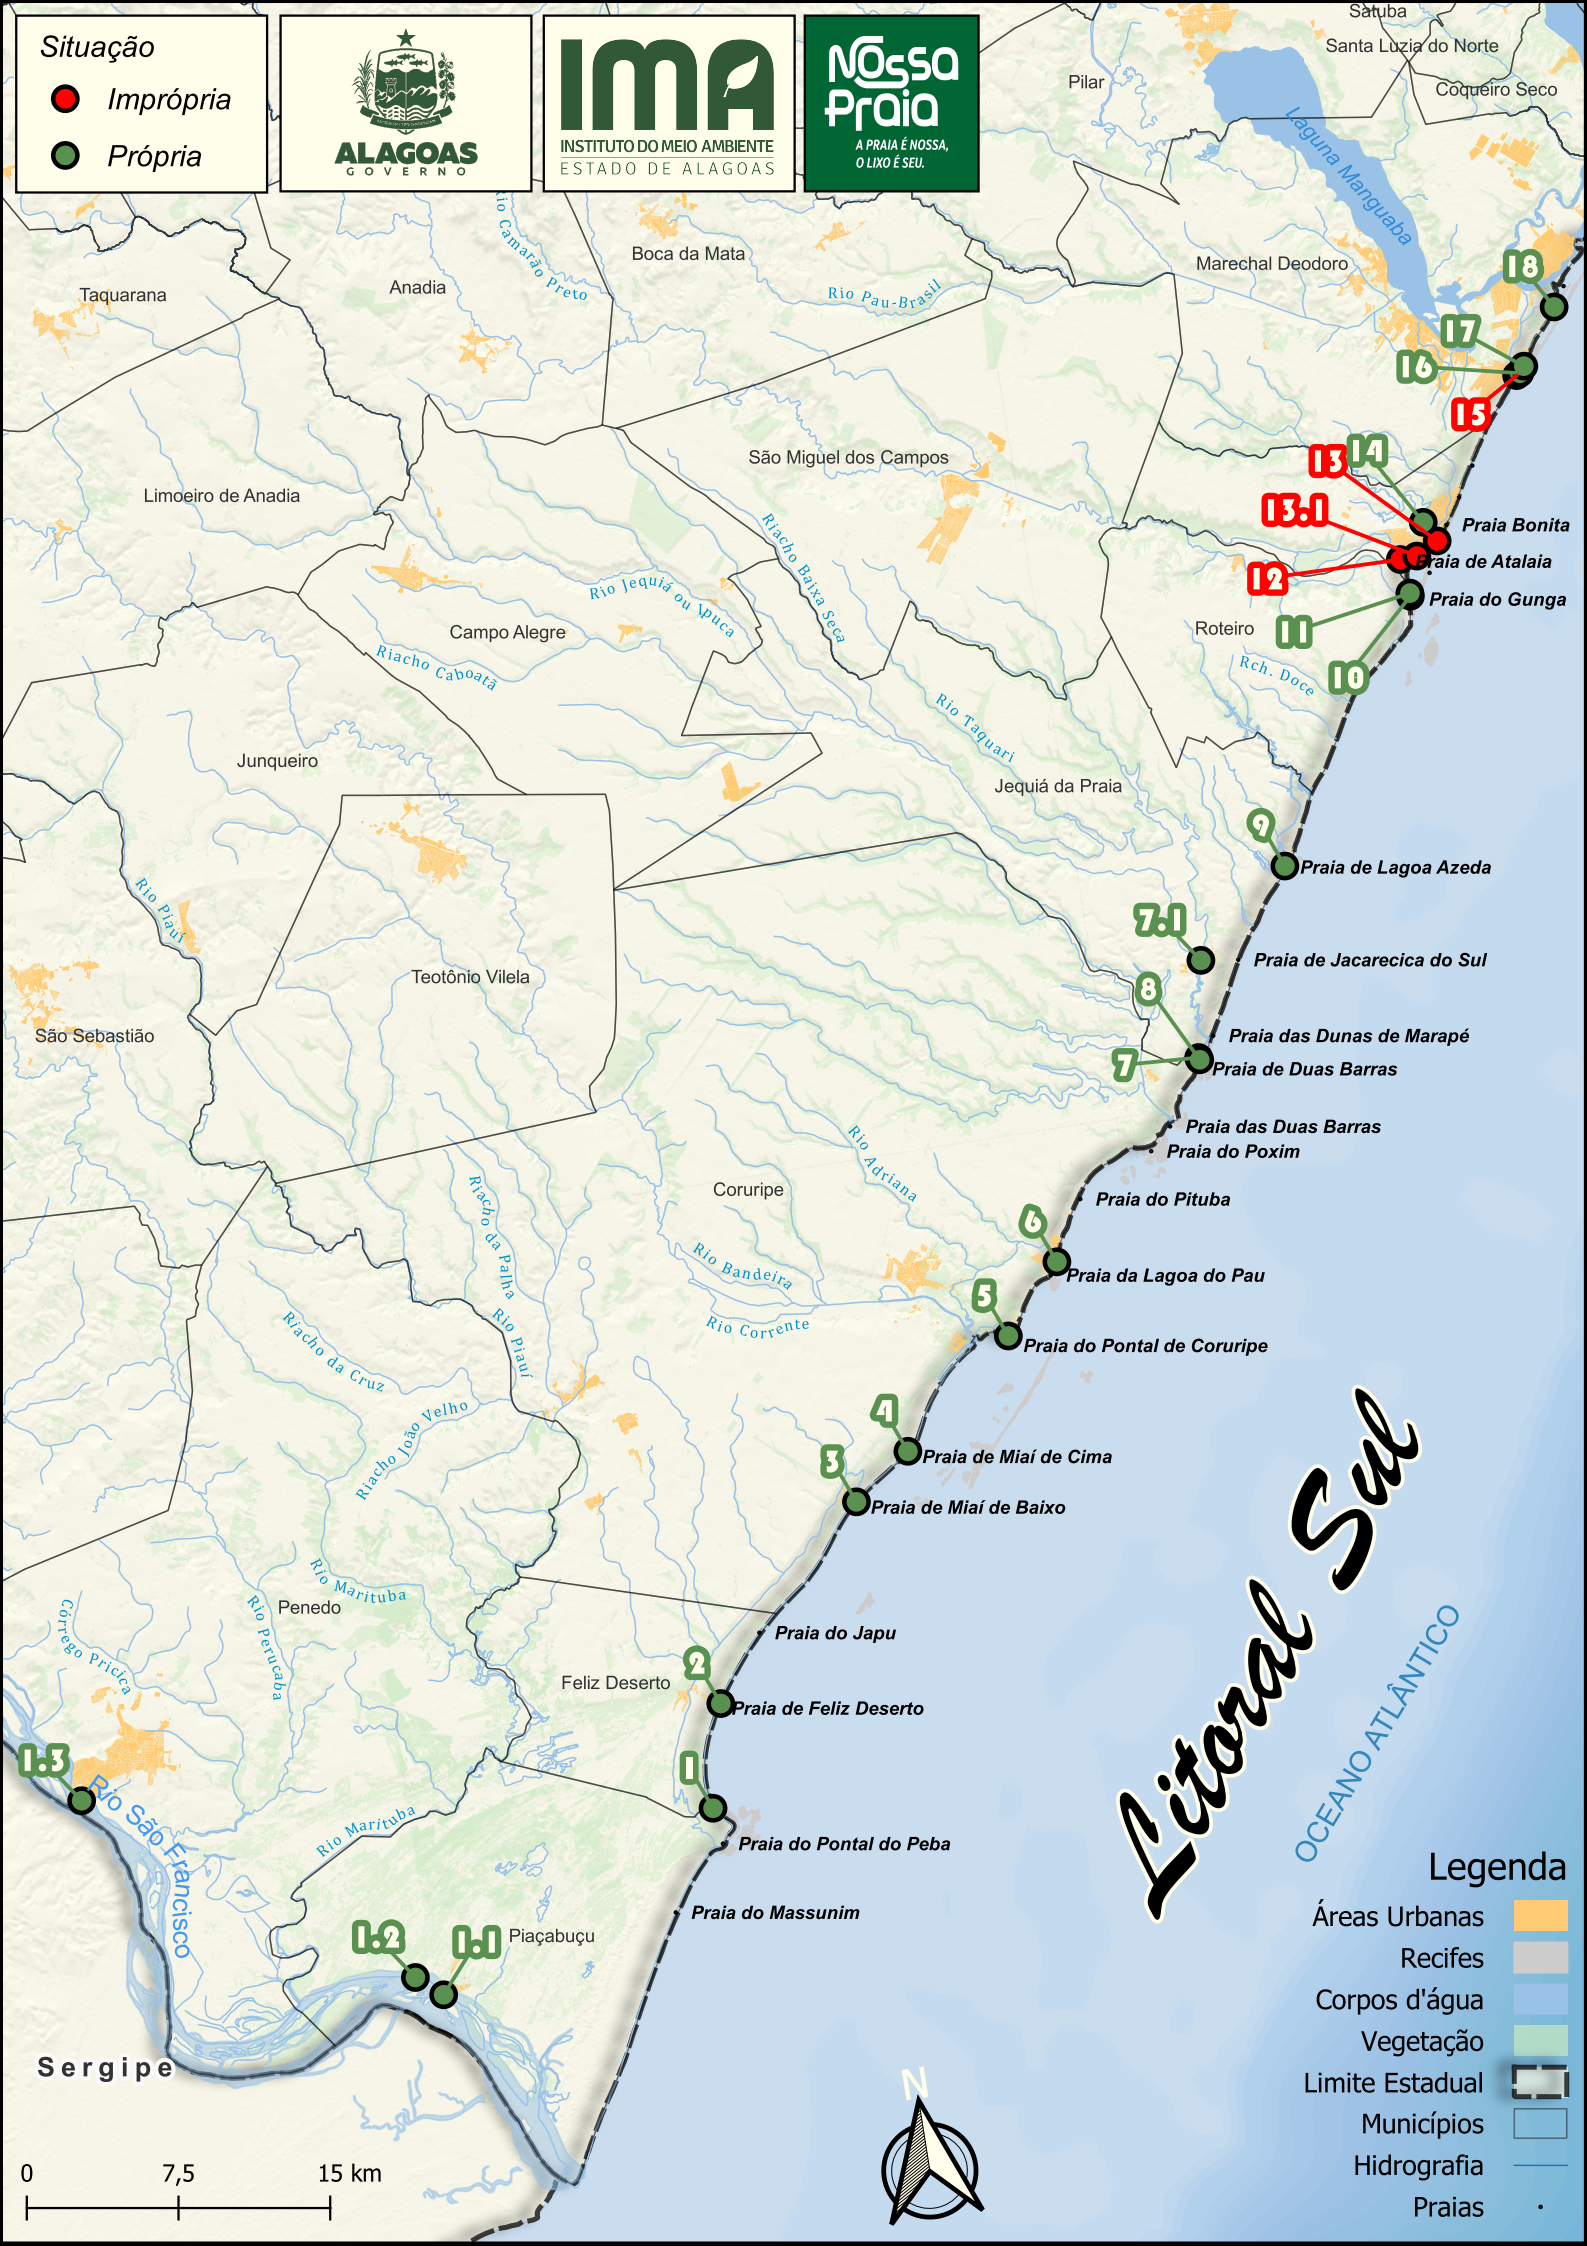 Situação
Imprópria
Própria
ALAGOAS
GOVERNO
IMA
INSTITUTO DO MEIO AMBIENTE
ESTADO DE ALAGOAS
Nossa
Praia
A PRAIA É NOSSA,
O LIXO É SEU.
Satuba
Santa Luzia do Norte
Pilar
Coqueiro Seco
Laguna Manguaba
Rio Camarão Preto
Boca da Mata
Marechal Deodoro
18
Taquarana
Anadia
Rio Pau-Brasil
17
16
15
14
13
São Miguel dos Campos
Limoeiro de Anadia
13.1
Riacho Baixa Seca
Praia Bonita
Praia de Atalaia
12
Rio Jequiá ou Ipuca
Praia do Gunga
Campo Alegre
Roteiro
11
Riacho Caboatã
Rch. Doce
10
Rio Taquari
Junqueiro
Jequiá da Praia
9
Praia de Lagoa Azeda
Rio Piauí
7.1
Praia de Jacarecica do Sul
Teotônio Vilela
8
São Sebastião
Praia das Dunas de Marapé
7
Praia de Duas Barras
Praia das Duas Barras
Praia do Poxim
Rio Adriana
Coruripe
Praia do Pituba
Riacho da Palha
6
Rio Bandeira
Praia da Lagoa do Pau
5
Rio Corrente
Riacho da Cruz
Rio Piauí
Praia do Pontal de Coruripe
4
Riacho João Velho
Praia de Miaí de Cima
3
Praia de Miaí de Baixo
Litoral Sul
Rio Marituba
Penedo
Córrego Pricica
Rio Perucaba
Praia do Japu
OCEANO ATLÂNTICO
2
Feliz Deserto
Praia de Feliz Deserto
1.3
1
Rio São Francisco
Rio Marituba
Praia do Pontal do Peba
Praia do Massunim
1.2
1.1
Piaçabuçu
Sergipe
Legenda
Áreas Urbanas
Recifes
Corpos d'água
Vegetação
Limite Estadual
Municípios
Hidrografia
Praias
N
0 7,5 15 km